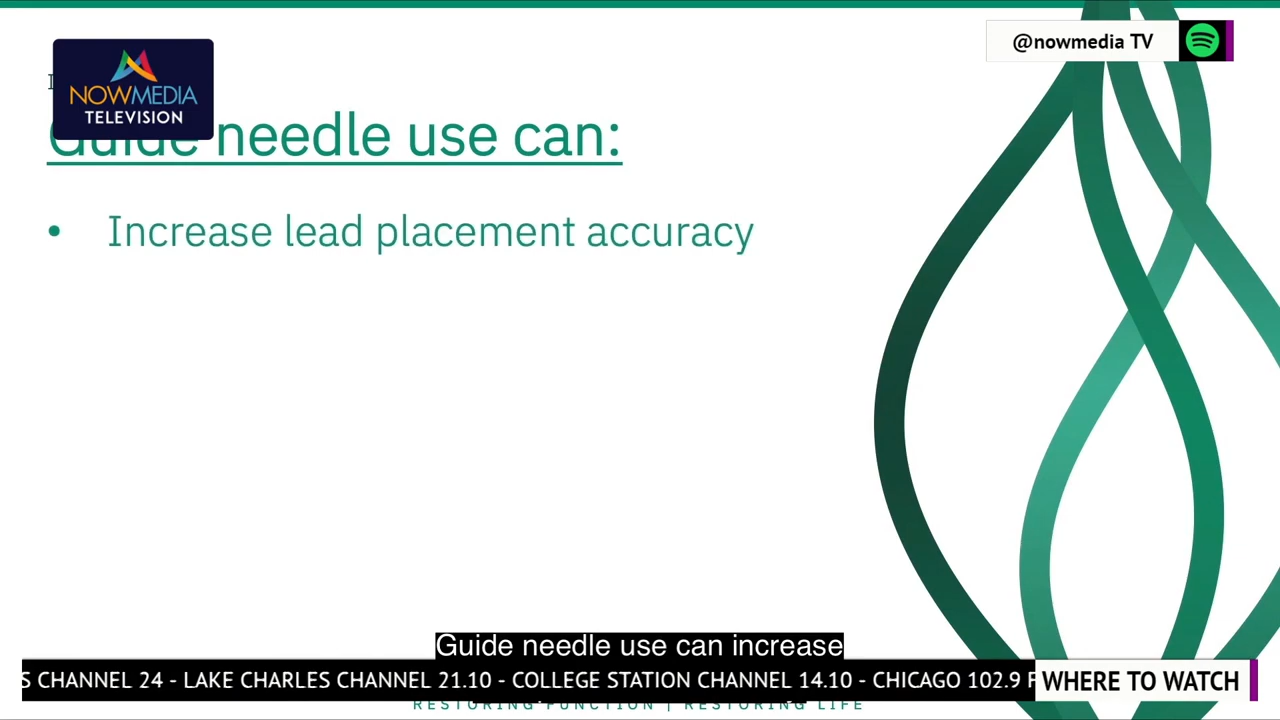 @nowmedia TV
NOWMEDIA
TELEVISION
Guide needle use can:
• Increase lead placement accuracy
Guide needle use can increase
S CHANNEL 24 - LAKE CHARLES CHANNEL 21.10 - COLLEGE STATION CHANNEL 14.10 - CHICAGO 102.9
WHERE TO WATCH
RESTORING FUNCTION | RESTORING LIFE